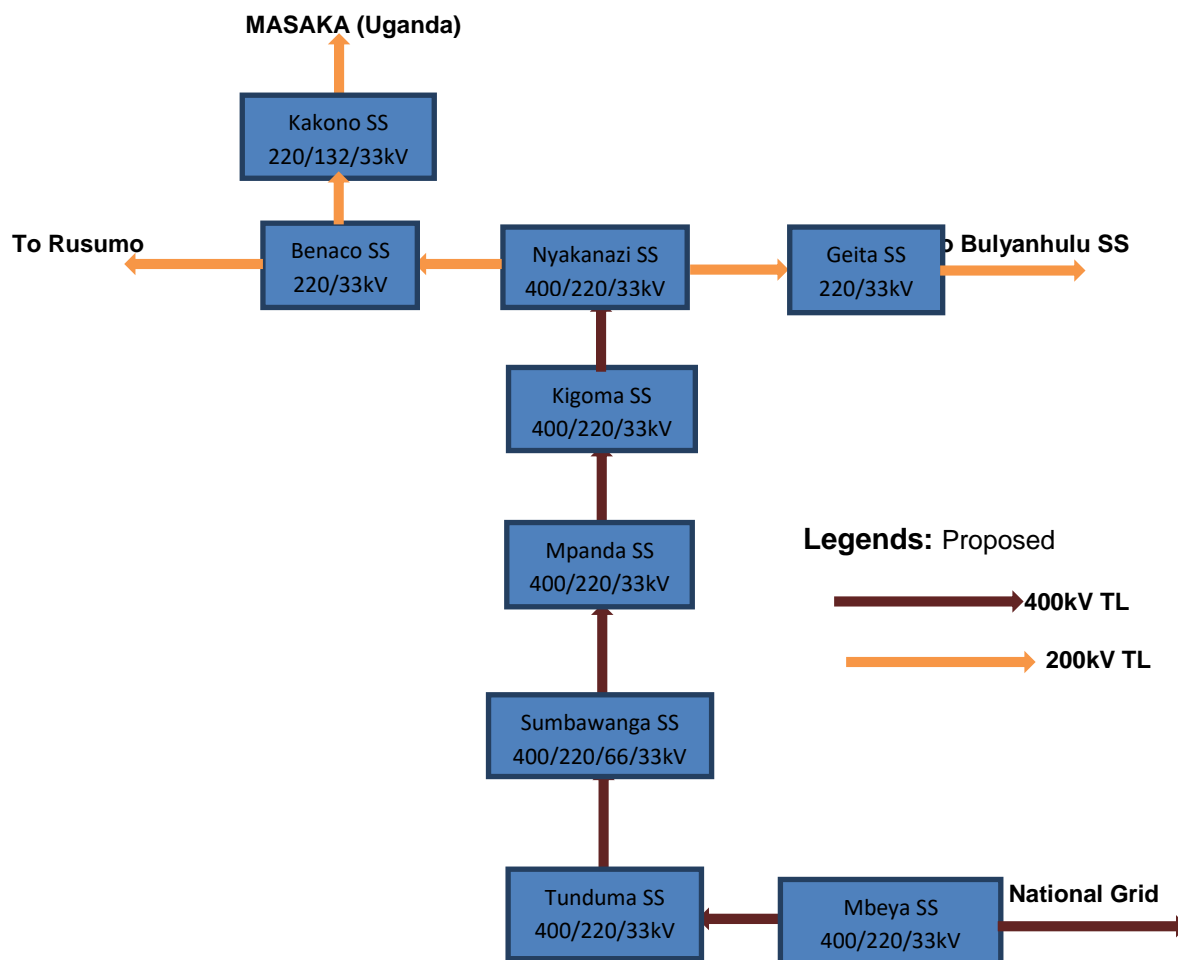 MASAKA (Uganda)
Kakono SS
220/132/33kV
To Rusumo
Benaco SS
220/33kV
Nyakanazi SS
400/220/33kV
Geita SS
220/33kV
o Bulyanhulu SS
Kigoma SS
400/220/33kV
Mpanda SS
400/220/33kV
Legends: Proposed
400kV TL
200kV TL
Sumbawanga SS
400/220/66/33kV
Tunduma SS
400/220/33kV
Mbeya SS
400/220/33kV
National Grid